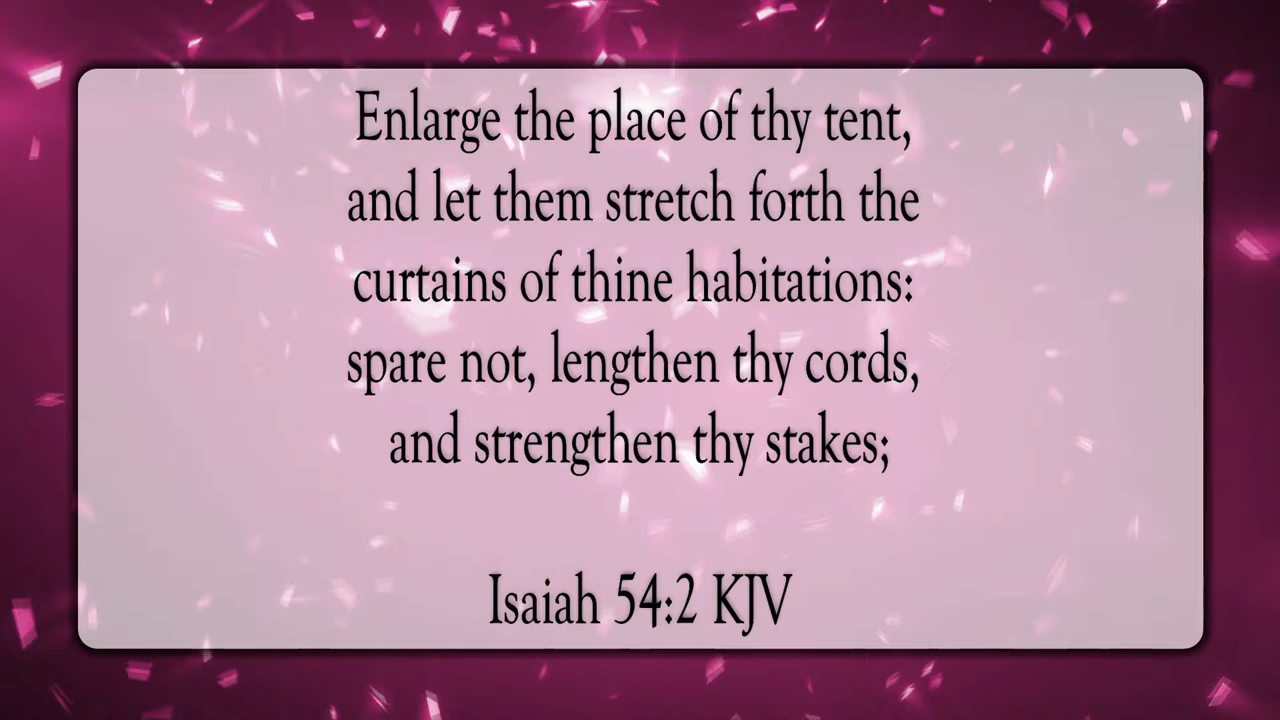 Enlarge the place of thy tent,
and let them stretch forth the
curtains of thine habitations:
spare not, lengthen thy cords,
and strengthen thy stakes;
Isaiah 54:2 KJV